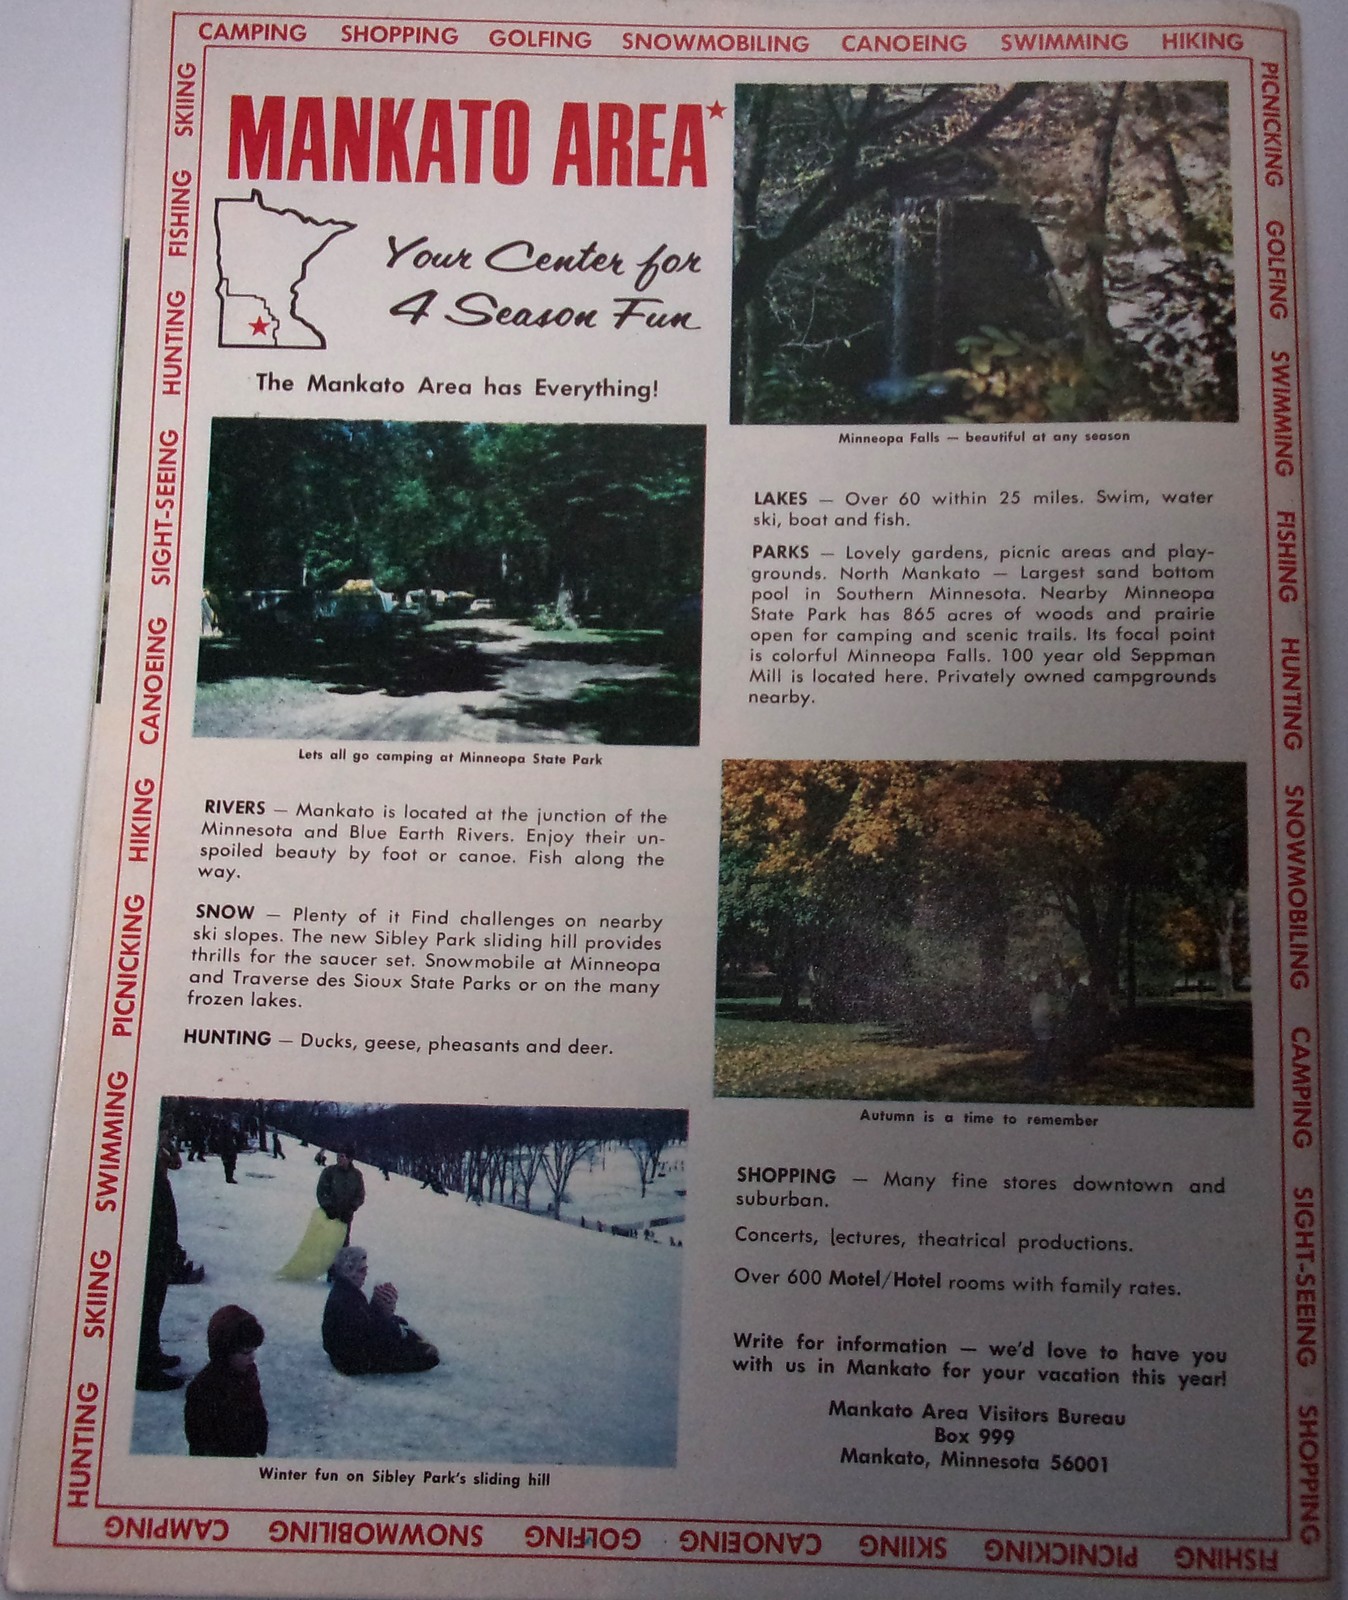 CAMPING SHOPPING GOLFING SNOWMOBILING CANOEING SWIMMING HIKING
PICNICKING GOLFING SWIMMING FISHING HUNTING SNOWMOBILING CAMPING SIGHT-SEEING SHOPPING
FISHING PICNICKING SKIING CANOEING GOLFING SNOWMOBILING CAMPING
HUNTING SKIING SWIMMING PICNICKING HIKING CANOEING SIGHT-SEEING HUNTING FISHING SKIING
MANKATO AREA★
Your Center for
4 Season Fun
The Mankato Area has Everything!
Lets all go camping at Minneopa State Park
RIVERS — Mankato is located at the junction of the
Minnesota and Blue Earth Rivers. Enjoy their un-
spoiled beauty by foot or canoe. Fish along the
way.
SNOW — Plenty of it Find challenges on nearby
ski slopes. The new Sibley Park sliding hill provides
thrills for the saucer set. Snowmobile at Minneopa
and Traverse des Sioux State Parks or on the many
frozen lakes.
HUNTING — Ducks, geese, pheasants and deer.
Winter fun on Sibley Park's sliding hill
Minneopa Falls — beautiful at any season
LAKES — Over 60 within 25 miles. Swim, water
ski, boat and fish.
PARKS — Lovely gardens, picnic areas and play-
grounds. North Mankato — Largest sand bottom
pool in Southern Minnesota. Nearby Minneopa
State Park has 865 acres of woods and prairie
open for camping and scenic trails. Its focal point
is colorful Minneopa Falls. 100 year old Seppman
Mill is located here. Privately owned campgrounds
nearby.
Autumn is a time to remember
SHOPPING — Many fine stores downtown and
suburban.
Concerts, lectures, theatrical productions.
Over 600 Motel/Hotel rooms with family rates.
Write for information — we'd love to have you
with us in Mankato for your vacation this year!
Mankato Area Visitors Bureau
Box 999
Mankato, Minnesota 56001